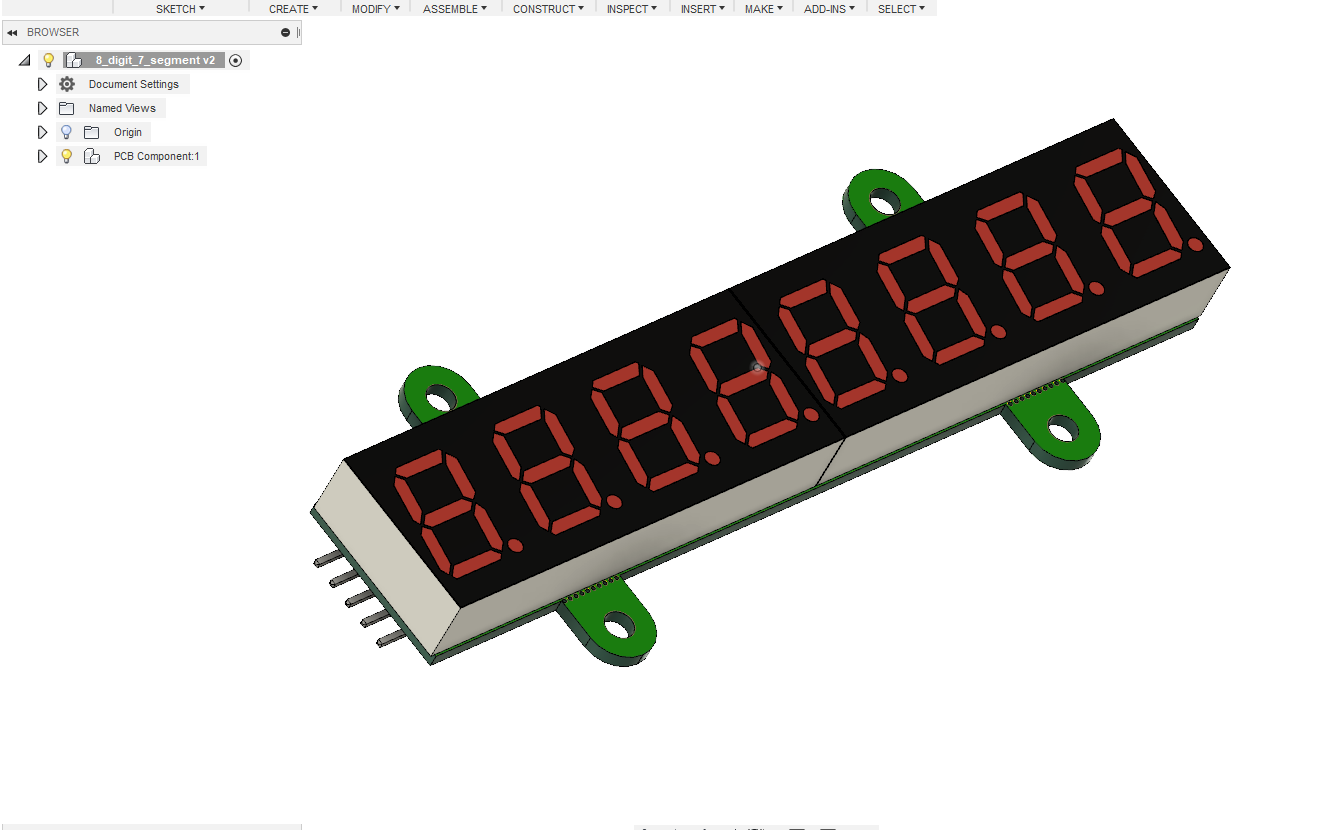 SKETCH CREATE MODIFY ASSEMBLE CONSTRUCT INSPECT INSERT MAKE ADD-INS SELECT
BROWSER
8_digit_7_segment v2
Document Settings
Named Views
Origin
PCB Component:1